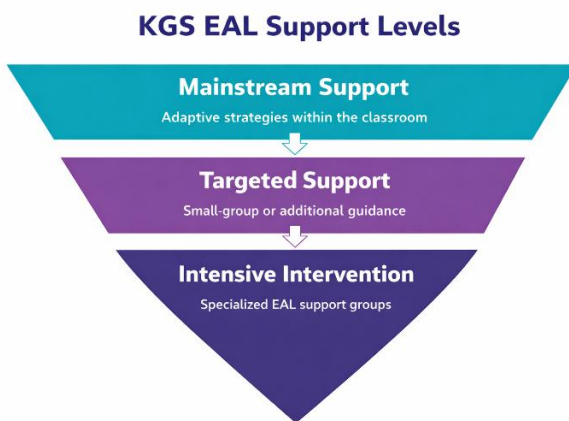 KGS EAL Support Levels
Mainstream Support
Adaptive strategies within the classroom
Targeted Support
Small-group or additional guidance
Intensive Intervention
Specialized EAL support groups